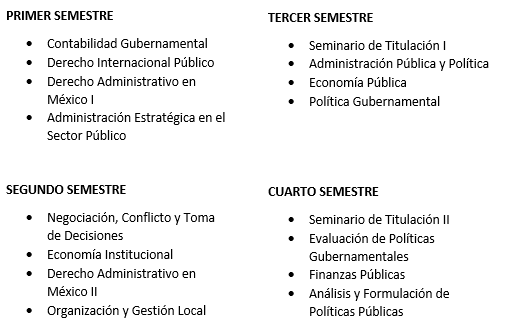 PRIMER SEMESTRE
Contabilidad Gubernamental
Derecho Internacional Público
Derecho Administrativo en
México I
Administración Estratégica en el
Sector Público
SEGUNDO SEMESTRE
Negociación, Conflicto y Toma
de Decisiones
Economía Institucional
Derecho Administrativo en
México II
Organización y Gestión Local
TERCER SEMESTRE
Seminario de Titulación I
Administración Pública y Política
Economía Pública
Política Gubernamental
CUARTO SEMESTRE
Seminario de Titulación II
Evaluación de Políticas
Gubernamentales
Finanzas Públicas
Análisis y Formulación de
Políticas Públicas